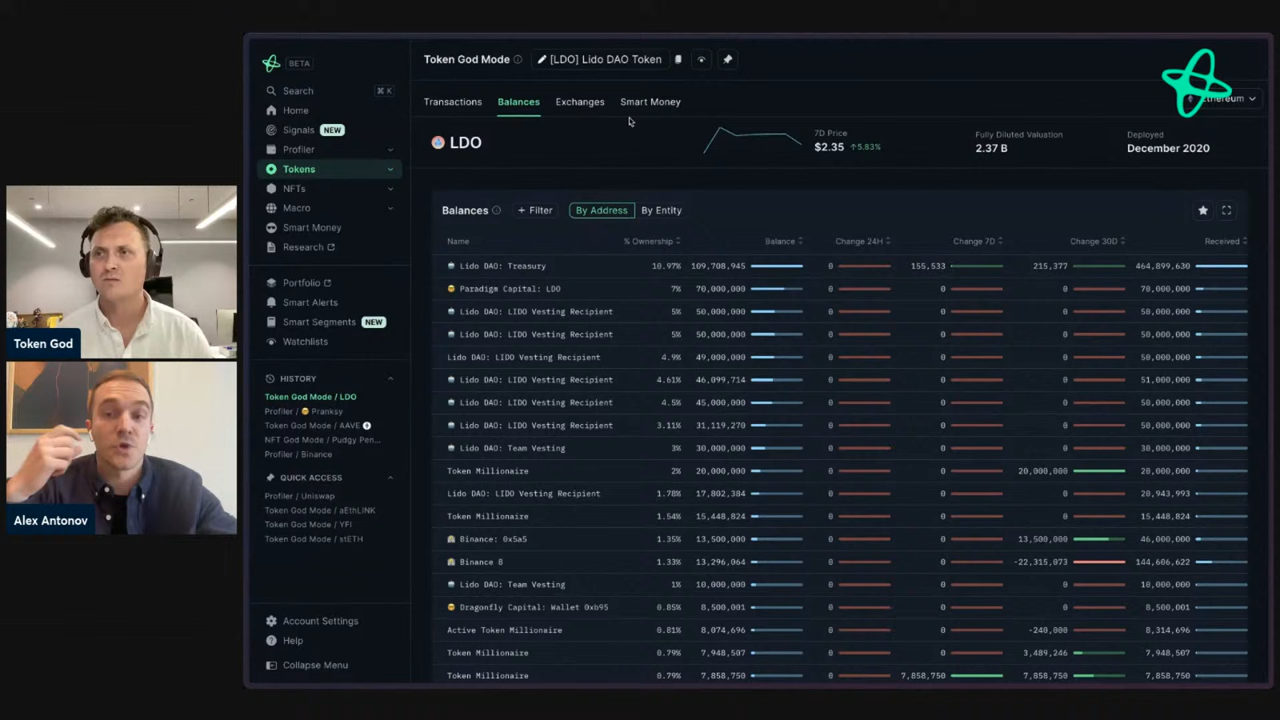 BETA
Search ⌘ K
Home
Signals NEW
Profiler
Tokens
NFTs
Macro
Smart Money
Research
Portfolio
Smart Alerts
Smart Segments NEW
Watchlists
HISTORY
Token God Mode / LDO
Profiler / Pranksy
Token God Mode / AAVE
NFT God Mode / Pudgy Pen...
Profiler / Binance
QUICK ACCESS
Profiler / Uniswap
Token God Mode / aEthLINK
Token God Mode / YFI
Token God Mode / stETH
Account Settings
Help
Collapse Menu
Token God
Alex Antonov
Token God Mode [LDO] Lido DAO Token
Transactions Balances Exchanges Smart Money Ethereum
LDO
7D Price
$2.35 ↑5.83%
Fully Diluted Valuation
2.37 B
Deployed
December 2020
Balances + Filter By Address By Entity
Name % Ownership Balance Change 24H Change 7D Change 30D Received
Lido DAO: Treasury 10.97% 109,708,945 0 155,533 215,377 464,899,630
Paradigm Capital: LDO 7% 70,000,000 0 0 0 70,000,000
Lido DAO: LIDO Vesting Recipient 5% 50,000,000 0 0 0 50,000,000
Lido DAO: LIDO Vesting Recipient 5% 50,000,000 0 0 0 50,000,000
Lido DAO: LIDO Vesting Recipient 4.9% 49,000,000 0 0 0 50,000,000
Lido DAO: LIDO Vesting Recipient 4.61% 46,099,714 0 0 0 51,000,000
Lido DAO: LIDO Vesting Recipient 4.5% 45,000,000 0 0 0 50,000,000
Lido DAO: LIDO Vesting Recipient 3.11% 31,119,270 0 0 0 50,000,000
Lido DAO: Team Vesting 3% 30,000,000 0 0 0 30,000,000
Token Millionaire 2% 20,000,000 0 0 20,000,000 20,000,000
Lido DAO: LIDO Vesting Recipient 1.78% 17,802,384 0 0 0 20,943,993
Token Millionaire 1.54% 15,448,824 0 0 0 15,448,824
Binance: 0x5a5 1.35% 13,500,000 0 0 13,500,000 46,000,000
Binance 8 1.33% 13,296,064 0 0 -22,315,073 144,606,622
Lido DAO: Team Vesting 1% 10,000,000 0 0 0 10,000,000
Dragonfly Capital: Wallet 0xb95 0.85% 8,500,001 0 0 0 8,500,001
Active Token Millionaire 0.81% 8,074,696 0 0 -240,000 8,314,696
Token Millionaire 0.79% 7,948,507 0 0 3,489,246 7,948,507
Token Millionaire 0.79% 7,858,750 0 7,858,750 7,858,750 7,858,750